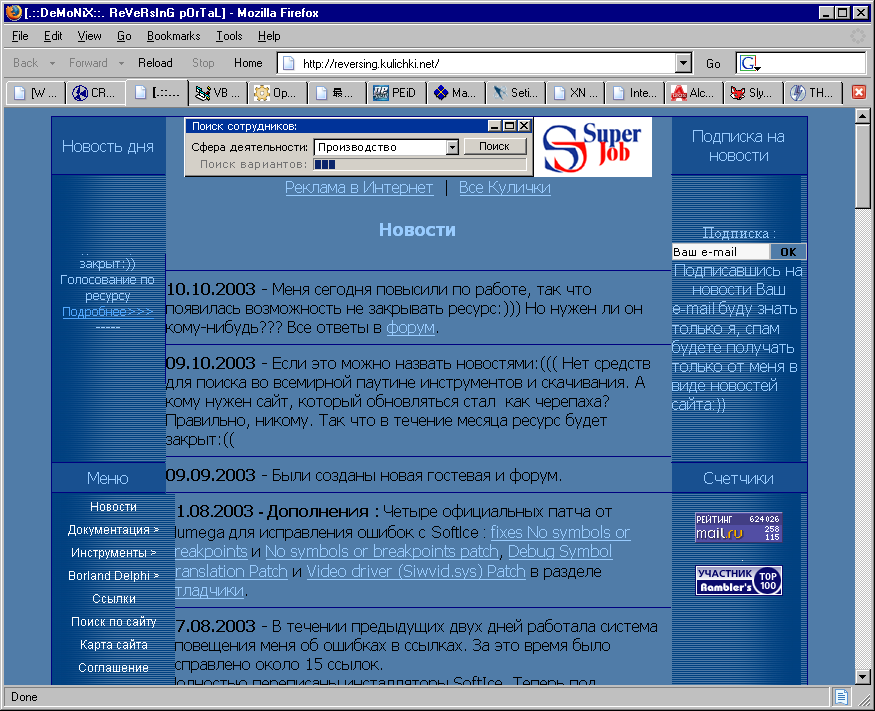 [.::DeMoNiX::. ReVeRsInG pOrTaL] - Mozilla Firefox
File Edit View Go Bookmarks Tools Help
Back Forward Reload Stop Home http://reversing.kulichki.net/ Go G
[W ... CR... [.::... VB ... Op... PEiD Ma... Seti... XN ... Inte... Alc... Sly... TH...
Новость дня
Поиск сотрудников:
Сфера деятельности: Производство Поиск
Поиск вариантов:
Super
Job
Подписка на
новости
Реклама в Интернет | Все Кулички
Новости
закрыт:))
Голосование по
ресурсу
Подробнее>>>
-----
10.10.2003 - Меня сегодня повысили по работе, так что
появилась возможность не закрывать ресурс:))) Но нужен ли он
кому-нибудь??? Все ответы в форум.
09.10.2003 - Если это можно назвать новостями:((( Нет средств
для поиска во всемирной паутине инструментов и скачивания. А
кому нужен сайт, который обновляться стал как черепаха?
Правильно, никому. Так что в течение месяца ресурс будет
закрыт:((
09.09.2003 - Были созданы новая гостевая и форум.
1.08.2003 - Дополнения : Четыре официальных патча от
lumega для исправления ошибок с SoftIce : fixes No symbols or
reakpoints и No symbols or breakpoints patch, Debug Symbol
ranslation Patch и Video driver (Siwvid.sys) Patch в разделе
тладчики.
7.08.2003 - В течении предыдущих двух дней работала система
повещения меня об ошибках в ссылках. За это время было
справлено около 15 ссылок.
олностью переписаны инсталляторы SoftIce. Теперь под
Подписка :
Ваш e-mail OK
Подписавшись на
новости Ваш
e-mail буду знать
только я, спам
будете получать
только от меня в
виде новостей
сайта:))
Меню
Новости
Документация >
Инструменты >
Borland Delphi >
Ссылки
Поиск по сайту
Карта сайта
Соглашение
Счетчики
РЕЙТИНГ 624026
mail.ru 258
115
УЧАСТНИК TOP
Rambler's 100
Done